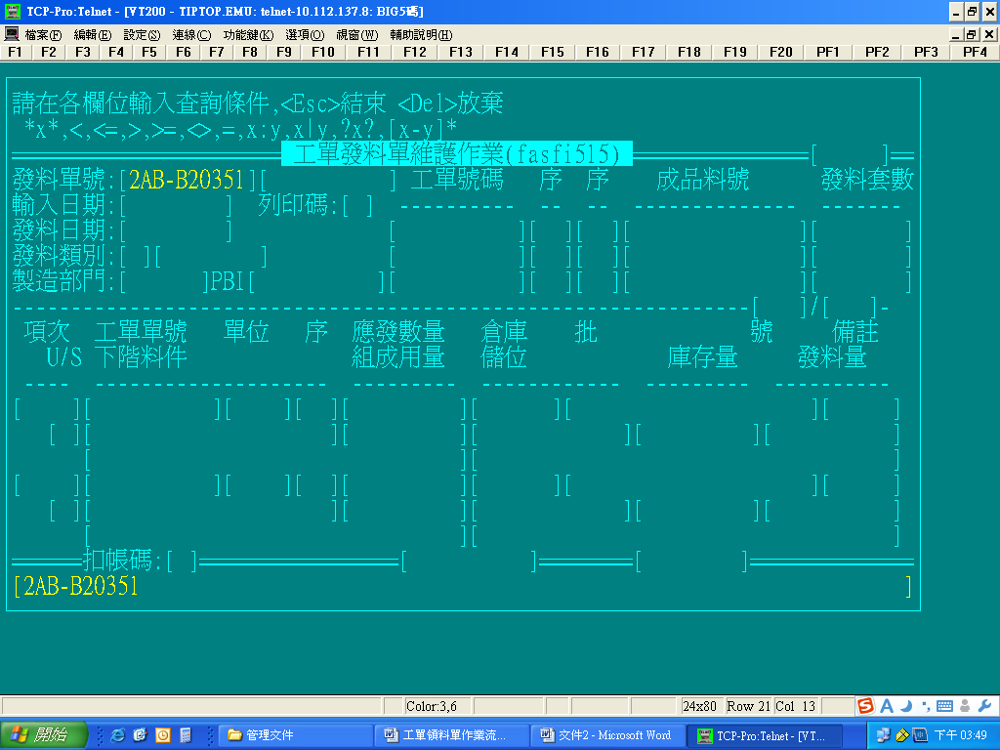 TCP-Pro:Telnet - [VT200 - TIPTOP.EMU: telnet-10.112.137.8: BIG5碼]
檔案(F) 編輯(E) 設定(S) 連線(C) 功能鍵(K) 選項(O) 視窗(W) 輔助說明(H)
F1 F2 F3 F4 F5 F6 F7 F8 F9 F10 F11 F12 F13 F14 F15 F16 F17 F18 F19 F20 PF1 PF2 PF3 PF4
請在各欄位輸入查詢條件,<Esc>結束 <Del>放棄
*x*,<,<=,>,>=,<>,=,x:y,x|y,?x?,[x-y]*
工單發料單維護作業(fasfi515) [ ]
發料單號:[2AB-B20351][ ] 工單號碼 序 序 成品料號 發料套數
輸入日期:[ ] 列印碼:[ ] ---------- -- -- -------------- -------
發料日期:[ ] [ ][ ][ ][ ][ ]
發料類別:[ ][ ] [ ][ ][ ][ ][ ]
製造部門:[ ]PBI[ ][ ][ ][ ][ ][ ]
---------------------------------------------------------------[ ]/[ ]-
項次 工單單號 單位 序 應發數量 倉庫 批 號 備註
U/S 下階料件 組成用量 儲位 庫存量 發料量
---- -------------------- --------- ------------ --------- ----------
[ ][ ][ ][ ][ ][ ][ ][ ]
[ ][ ][ ][ ][ ][ ]
[ ][ ]
[ ][ ][ ][ ][ ][ ][ ][ ]
[ ][ ][ ][ ][ ][ ]
[ ][ ]
扣帳碼:[ ] [ ] [ ]
[2AB-B20351 ]
Color:3,6 24x80 Row 21 Col 13
開始 管理文件 工單領料單作業流... 文件2 - Microsoft Word TCP-Pro:Telnet - [VT... 下午 03:49